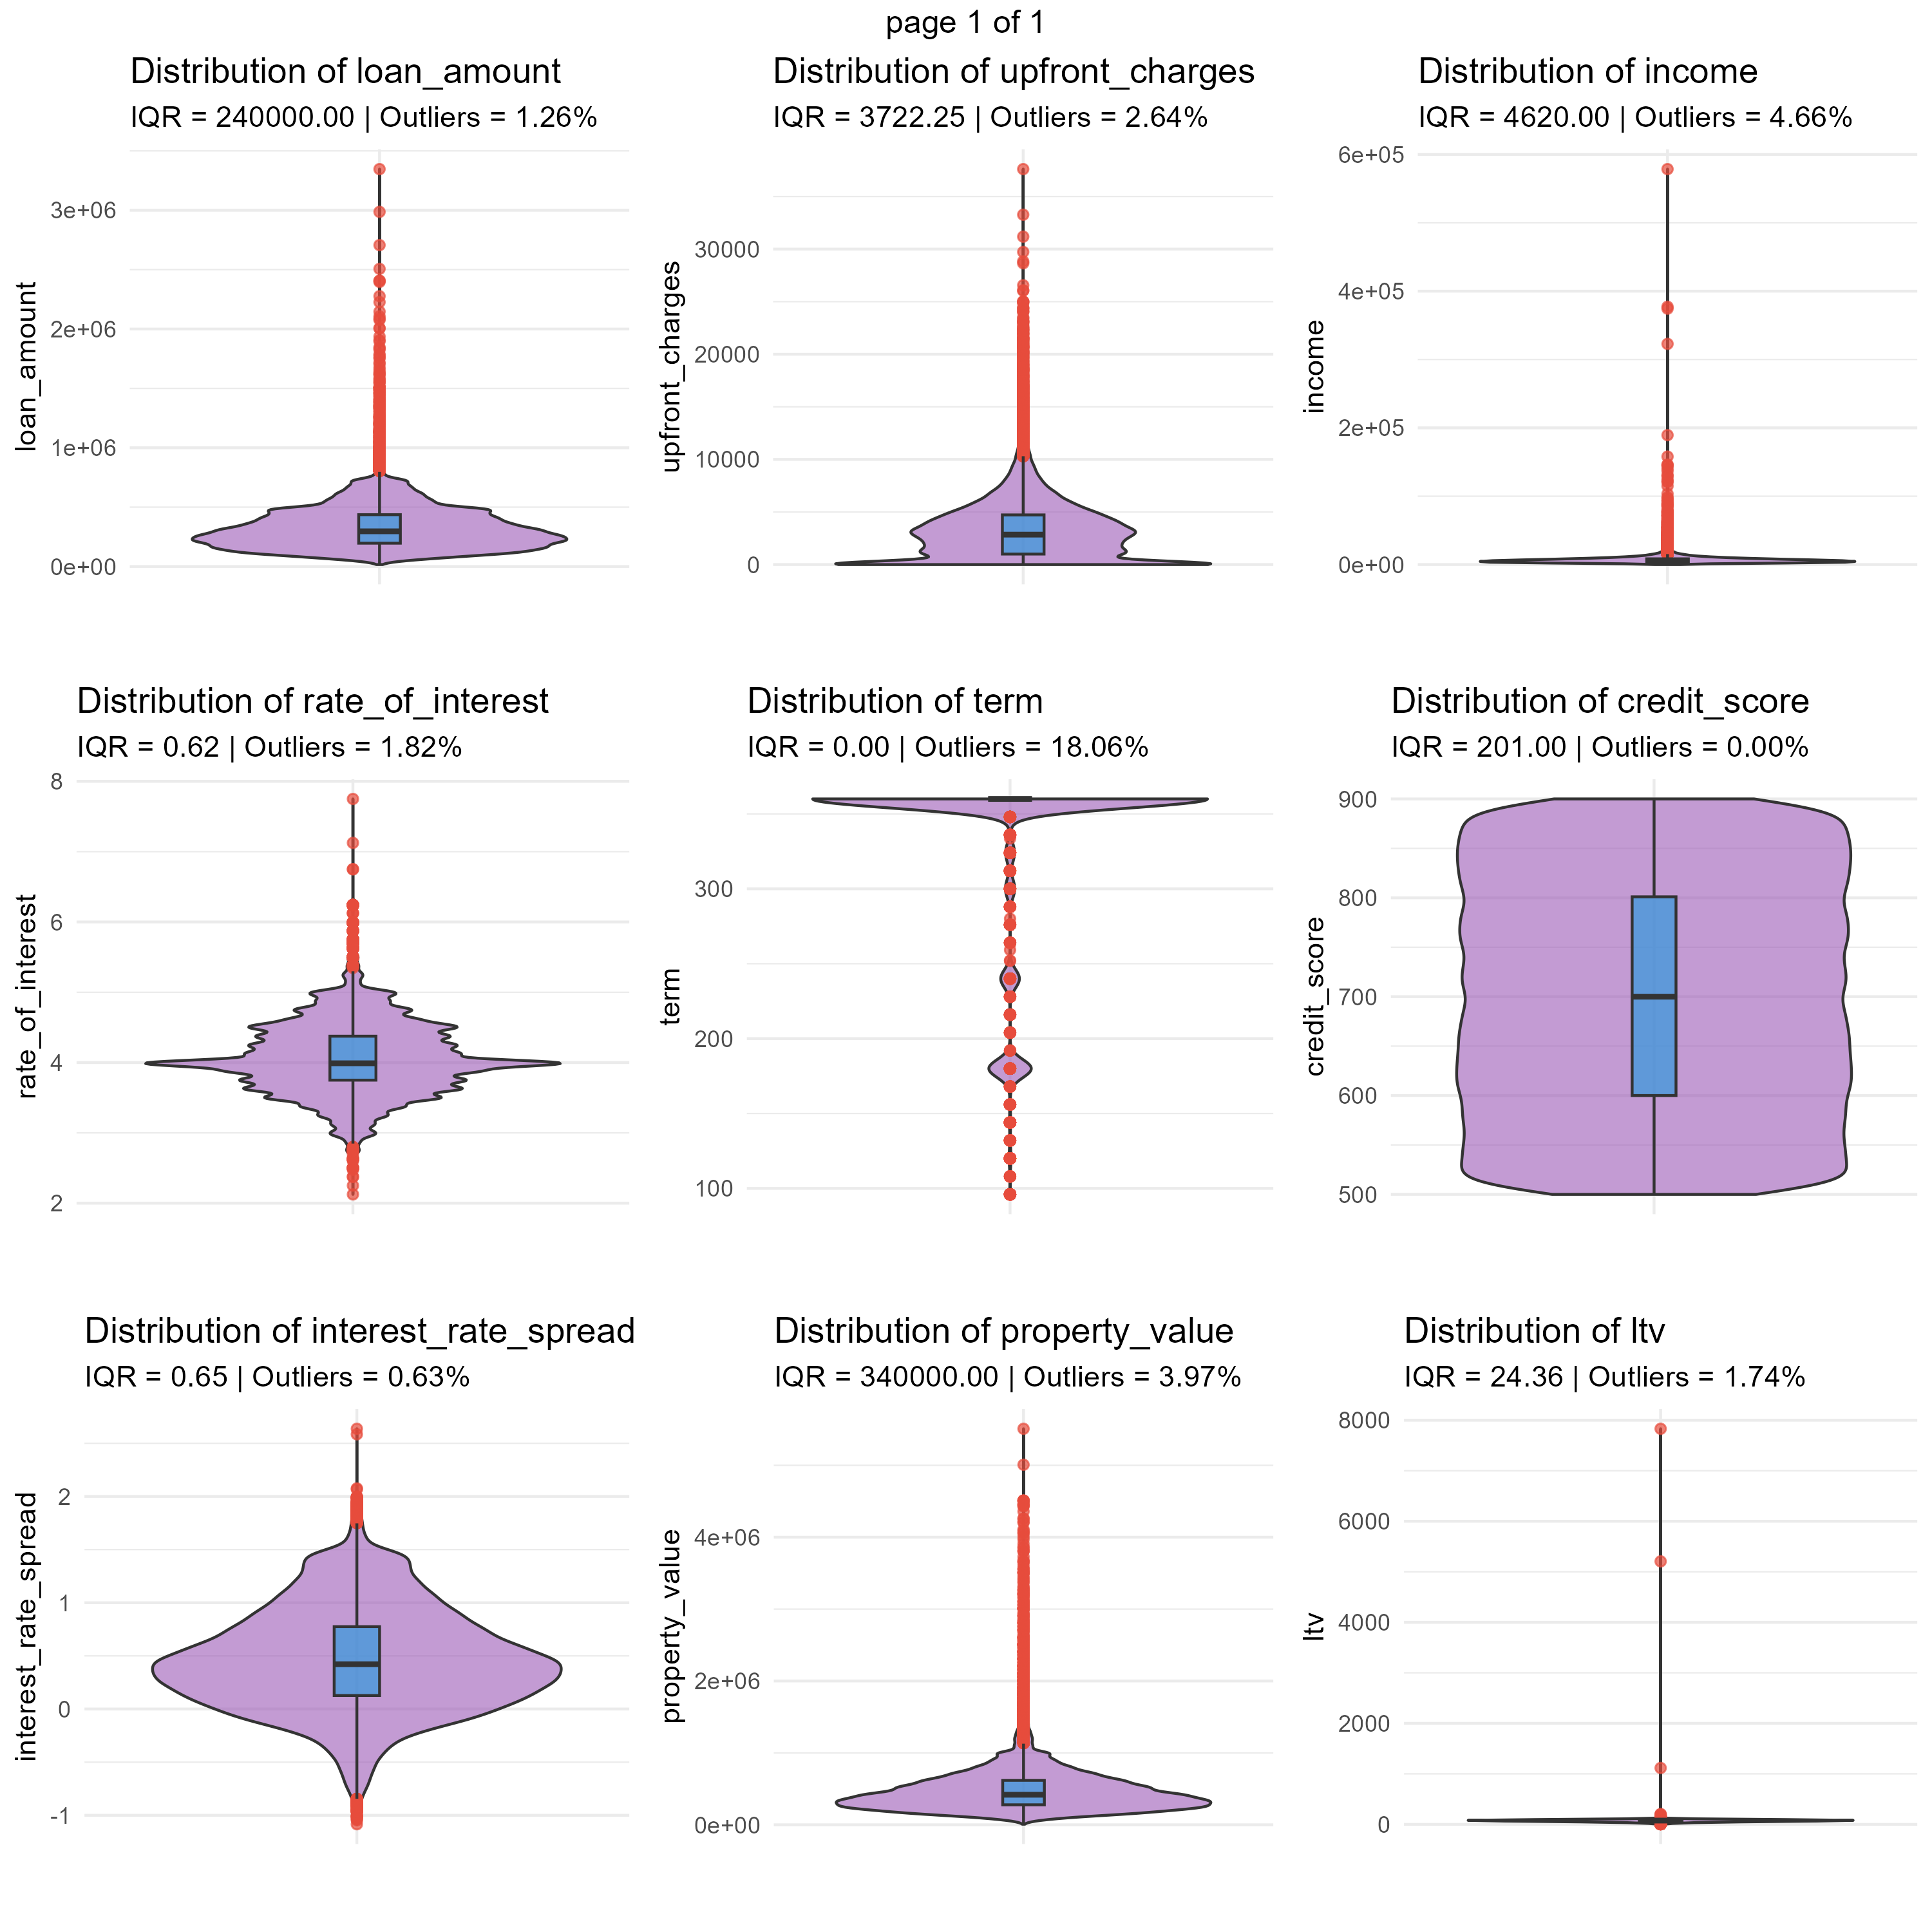 page 1 of 1
Distribution of loan_amount
IQR = 240000.00 | Outliers = 1.26%
loan_amount
3e+06
2e+06
1e+06
0e+00
Distribution of upfront_charges
IQR = 3722.25 | Outliers = 2.64%
upfront_charges
30000
20000
10000
0
Distribution of income
IQR = 4620.00 | Outliers = 4.66%
income
6e+05
4e+05
2e+05
0e+00
Distribution of rate_of_interest
IQR = 0.62 | Outliers = 1.82%
rate_of_interest
8
6
4
2
Distribution of term
IQR = 0.00 | Outliers = 18.06%
term
300
200
100
Distribution of credit_score
IQR = 201.00 | Outliers = 0.00%
credit_score
900
800
700
600
500
Distribution of interest_rate_spread
IQR = 0.65 | Outliers = 0.63%
interest_rate_spread
2
1
0
-1
Distribution of property_value
IQR = 340000.00 | Outliers = 3.97%
property_value
4e+06
2e+06
0e+00
Distribution of ltv
IQR = 24.36 | Outliers = 1.74%
ltv
8000
6000
4000
2000
0